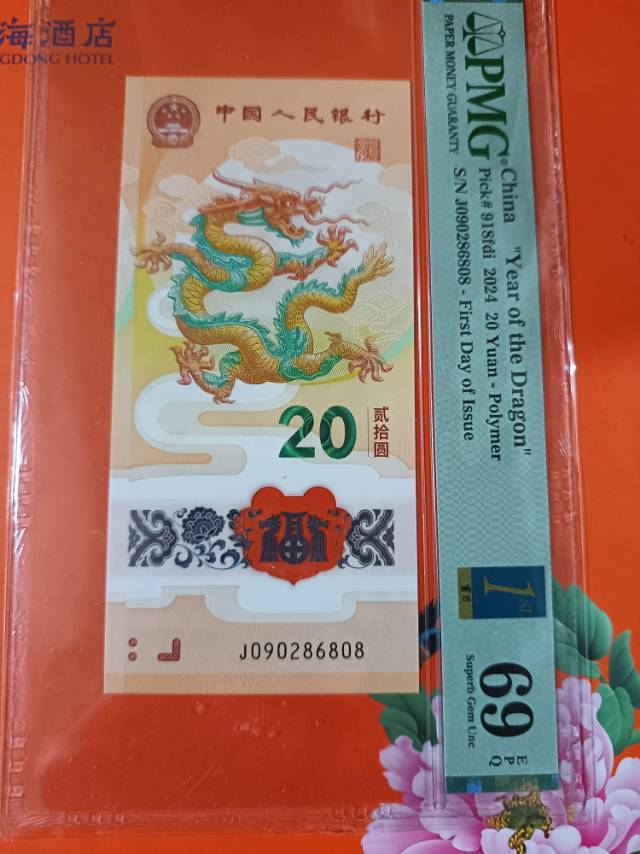 海酒店
GDONG HOTEL
中国人民银行
20
贰拾圆
J090286808
PMG®
PAPER MONEY GUARANTY
China "Year of the Dragon"
Pick# 918fdi 2024 20 Yuan - Polymer
S/N J090286808 - First Day of Issue
1ST
首日
69
EPQ
Superb Gem Unc